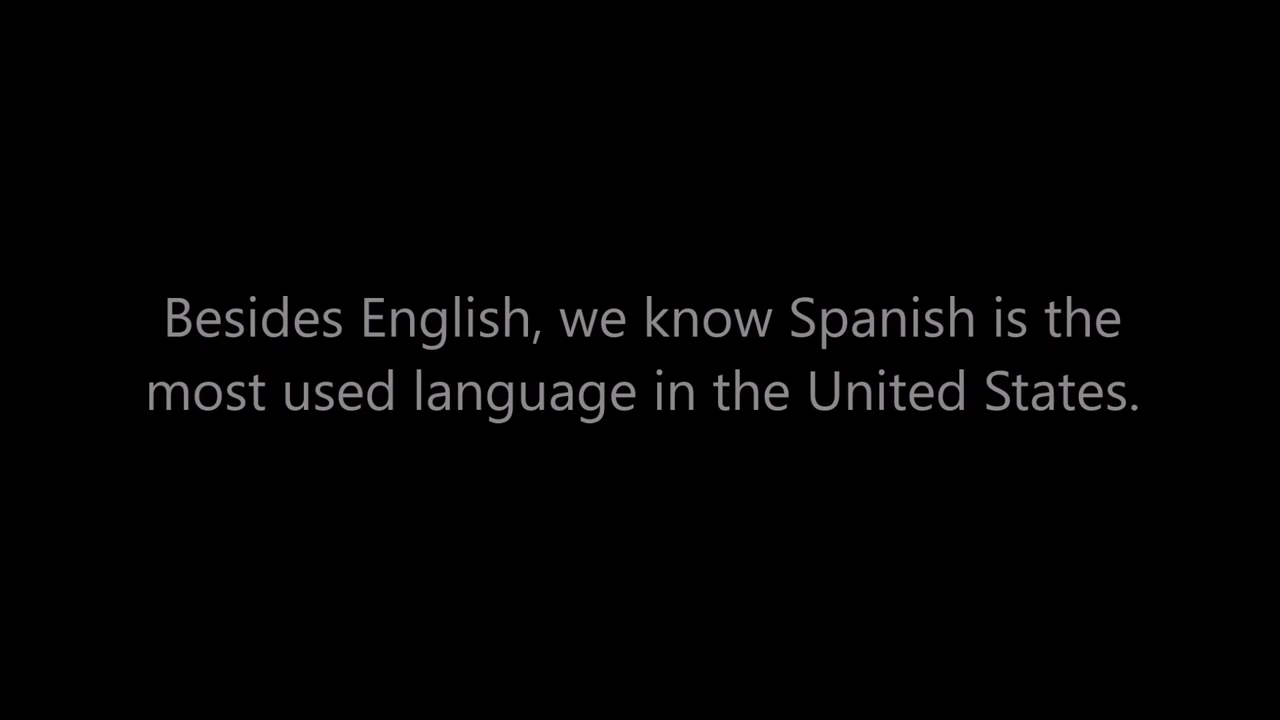 Besides English, we know Spanish is the
most used language in the United States.